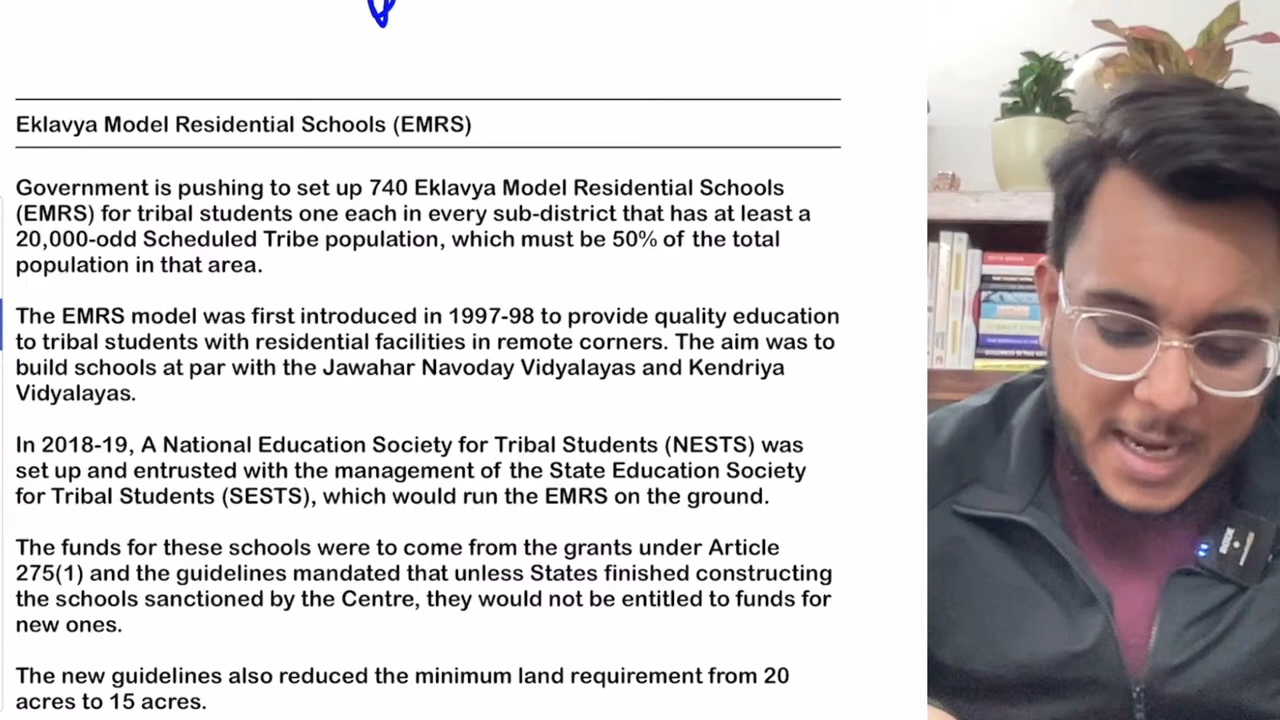 Eklavya Model Residential Schools (EMRS)
Government is pushing to set up 740 Eklavya Model Residential Schools
(EMRS) for tribal students one each in every sub-district that has at least a
20,000-odd Scheduled Tribe population, which must be 50% of the total
population in that area.
The EMRS model was first introduced in 1997-98 to provide quality education
to tribal students with residential facilities in remote corners. The aim was to
build schools at par with the Jawahar Navoday Vidyalayas and Kendriya
Vidyalayas.
In 2018-19, A National Education Society for Tribal Students (NESTS) was
set up and entrusted with the management of the State Education Society
for Tribal Students (SESTS), which would run the EMRS on the ground.
The funds for these schools were to come from the grants under Article
275(1) and the guidelines mandated that unless States finished constructing
the schools sanctioned by the Centre, they would not be entitled to funds for
new ones.
The new guidelines also reduced the minimum land requirement from 20
acres to 15 acres.
RODE